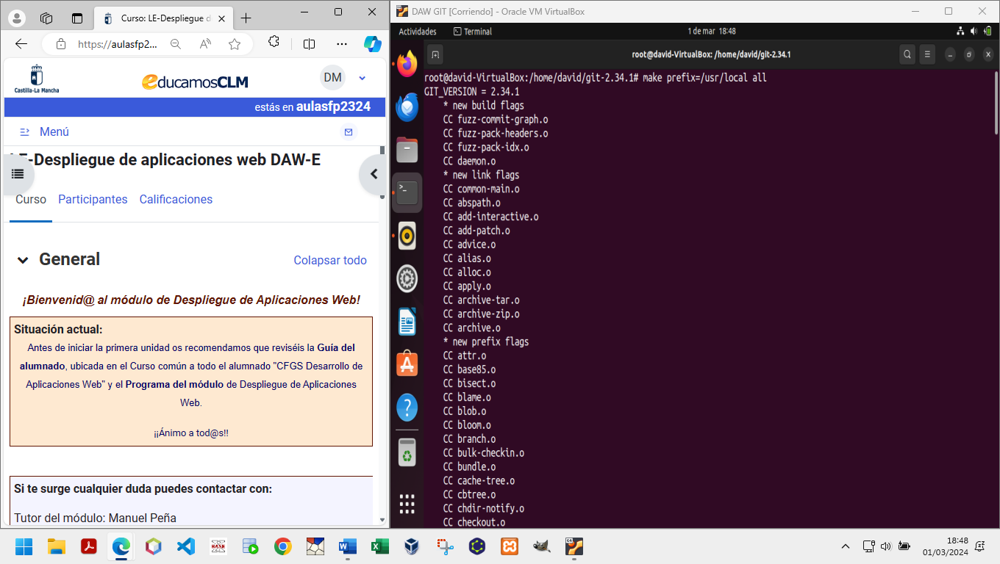 Curso: LE-Despliegue d
https://aulasfp2...
Castilla-La Mancha
educamosCLM
DM
estás en aulasfp2324
Menú
LE-Despliegue de aplicaciones web DAW-E
Curso
Participantes
Calificaciones
General
Colapsar todo
¡Bienvenid@ al módulo de Despliegue de Aplicaciones Web!
Situación actual:
Antes de iniciar la primera unidad os recomendamos que reviséis la Guía del
alumnado, ubicada en el Curso común a todo el alumnado "CFGS Desarrollo de
Aplicaciones Web" y el Programa del módulo de Despliegue de Aplicaciones
Web.
¡¡Ánimo a tod@s!!
Si te surge cualquier duda puedes contactar con:
Tutor del módulo: Manuel Peña
DAW GIT [Corriendo] - Oracle VM VirtualBox
Actividades
Terminal
1 de mar 18:48
root@david-VirtualBox: /home/david/git-2.34.1
root@david-VirtualBox:/home/david/git-2.34.1# make prefix=/usr/local all
GIT_VERSION = 2.34.1
* new build flags
CC fuzz-commit-graph.o
CC fuzz-pack-headers.o
CC fuzz-pack-idx.o
CC daemon.o
* new link flags
CC common-main.o
CC abspath.o
CC add-interactive.o
CC add-patch.o
CC advice.o
CC alias.o
CC alloc.o
CC apply.o
CC archive-tar.o
CC archive-zip.o
CC archive.o
* new prefix flags
CC attr.o
CC base85.o
CC bisect.o
CC blame.o
CC blob.o
CC bloom.o
CC branch.o
CC bulk-checkin.o
CC bundle.o
CC cache-tree.o
CC cbtree.o
CC chdir-notify.o
CC checkout.o
18:48
01/03/2024